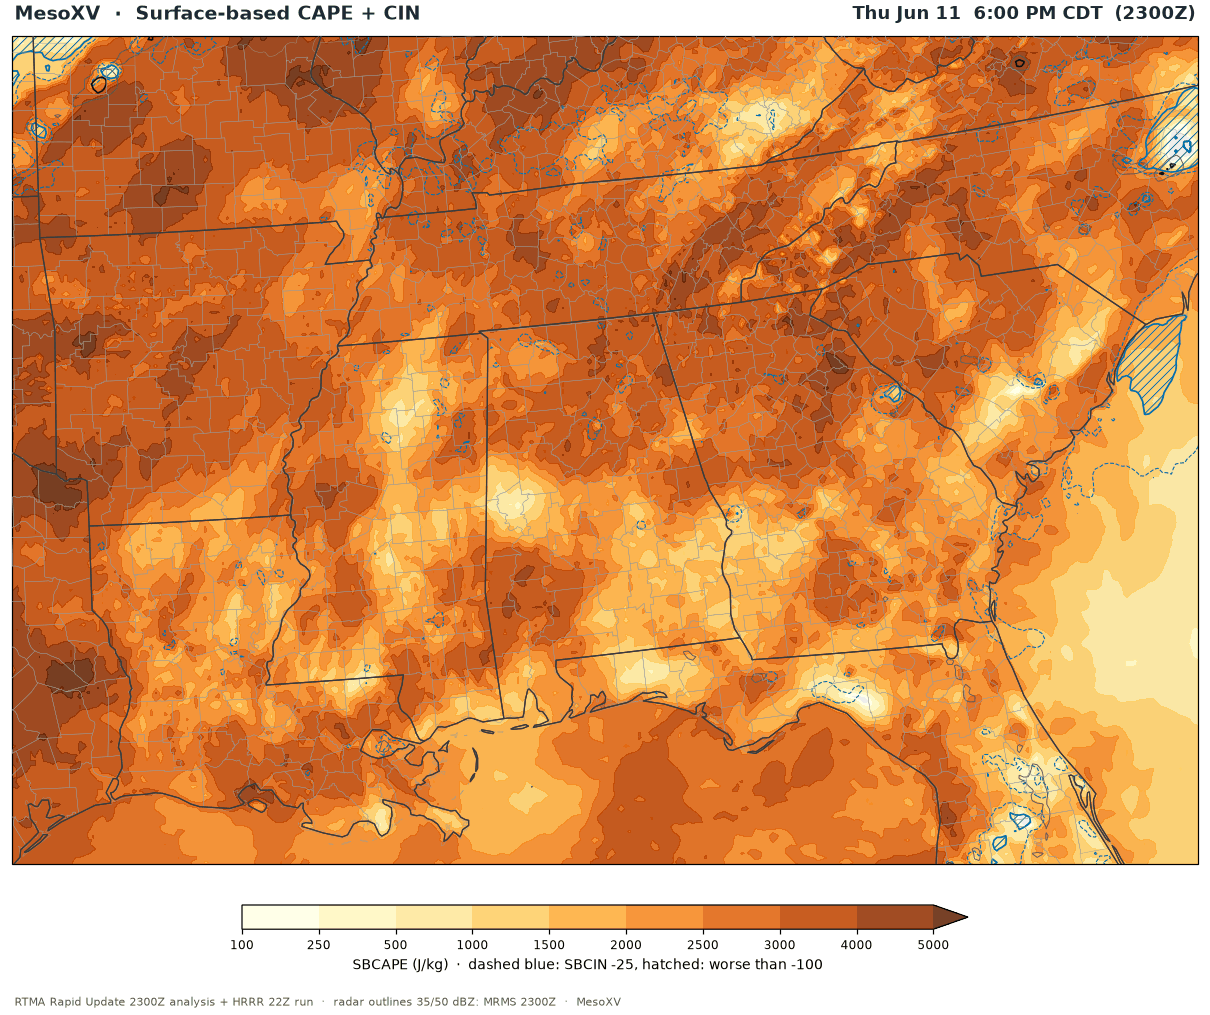 MesoXV · Surface-based CAPE + CIN
Thu Jun 11 6:00 PM CDT (2300Z)
100 250 500 1000 1500 2000 2500 3000 4000 5000
SBCAPE (J/kg) · dashed blue: SBCIN -25, hatched: worse than -100
RTMA Rapid Update 2300Z analysis + HRRR 22Z run · radar outlines 35/50 dBZ: MRMS 2300Z · MesoXV